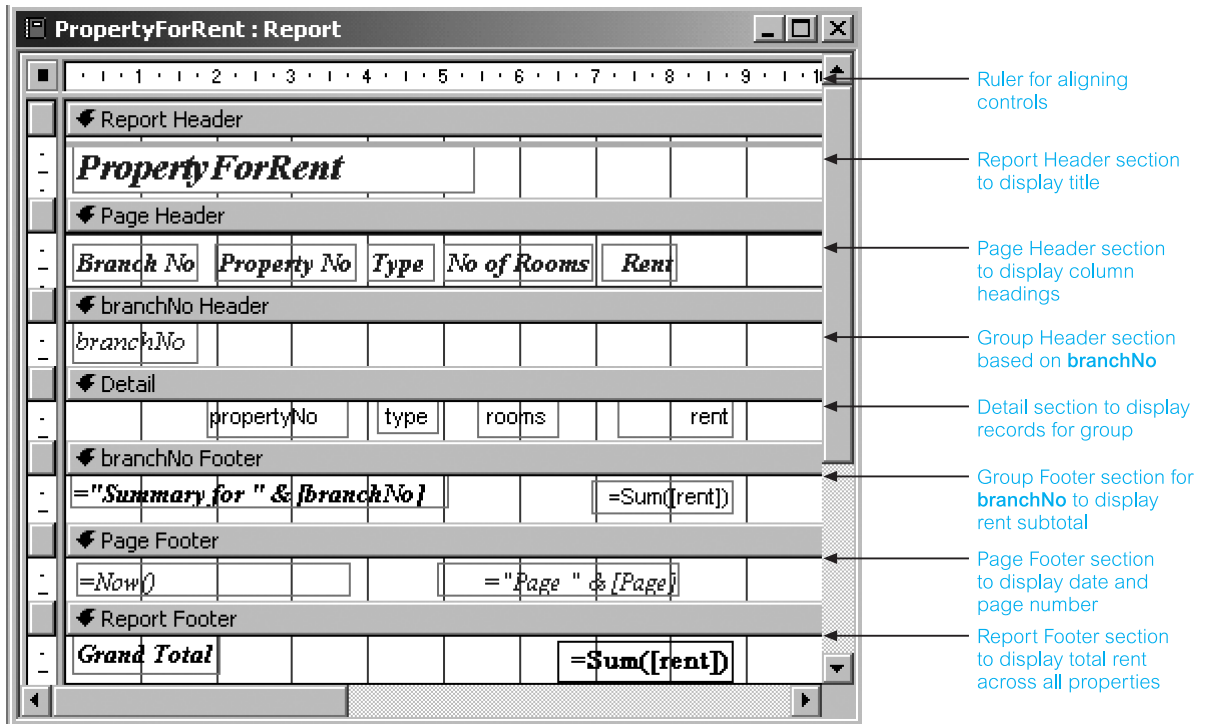 PropertyForRent : Report
1 2 3 4 5 6 7 8 9 1
Ruler for aligning
controls
Report Header
PropertyForRent
Report Header section
to display title
Page Header
Branch No Property No Type No of Rooms Rent
Page Header section
to display column
headings
branchNo Header
branchNo
Group Header section
based on branchNo
Detail
propertyNo type rooms rent
Detail section to display
records for group
branchNo Footer
="Summary for " & [branchNo] =Sum([rent])
Group Footer section for
branchNo to display
rent subtotal
Page Footer
=Now() ="Page " & [Page]
Page Footer section
to display date and
page number
Report Footer
Grand Total =Sum([rent])
Report Footer section
to display total rent
across all properties